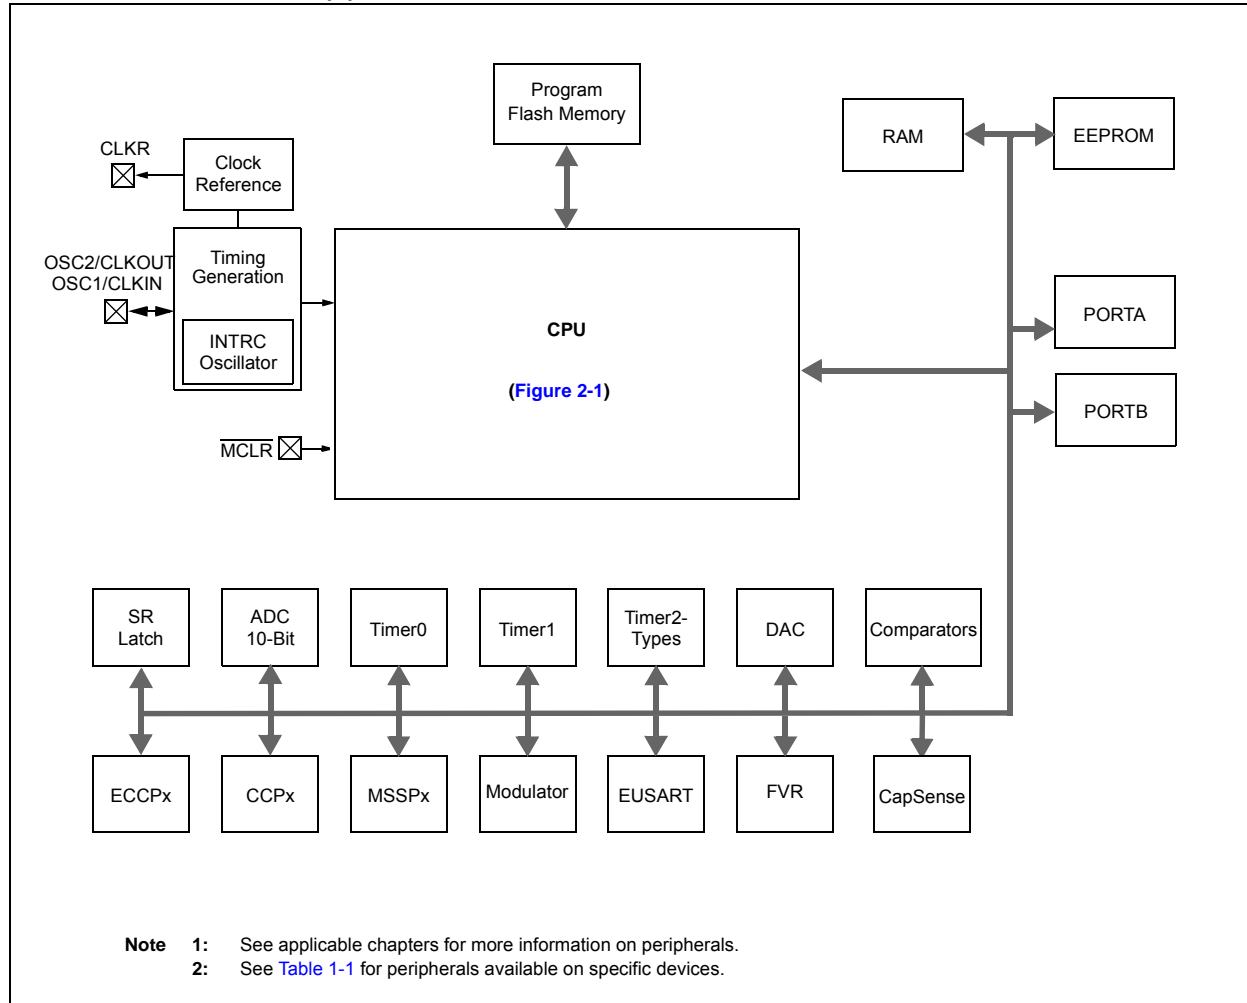 Program
Flash Memory
RAM
EEPROM
CLKR
Clock
Reference
OSC2/CLKOUT
OSC1/CLKIN
Timing
Generation
INTRC
Oscillator
MCLR
CPU
(Figure 2-1)
PORTA
PORTB
SR
Latch
ADC
10-Bit
Timer0
Timer1
Timer2-
Types
DAC
Comparators
ECCPx
CCPx
MSSPx
Modulator
EUSART
FVR
CapSense
Note 1: See applicable chapters for more information on peripherals.
2: See Table 1-1 for peripherals available on specific devices.